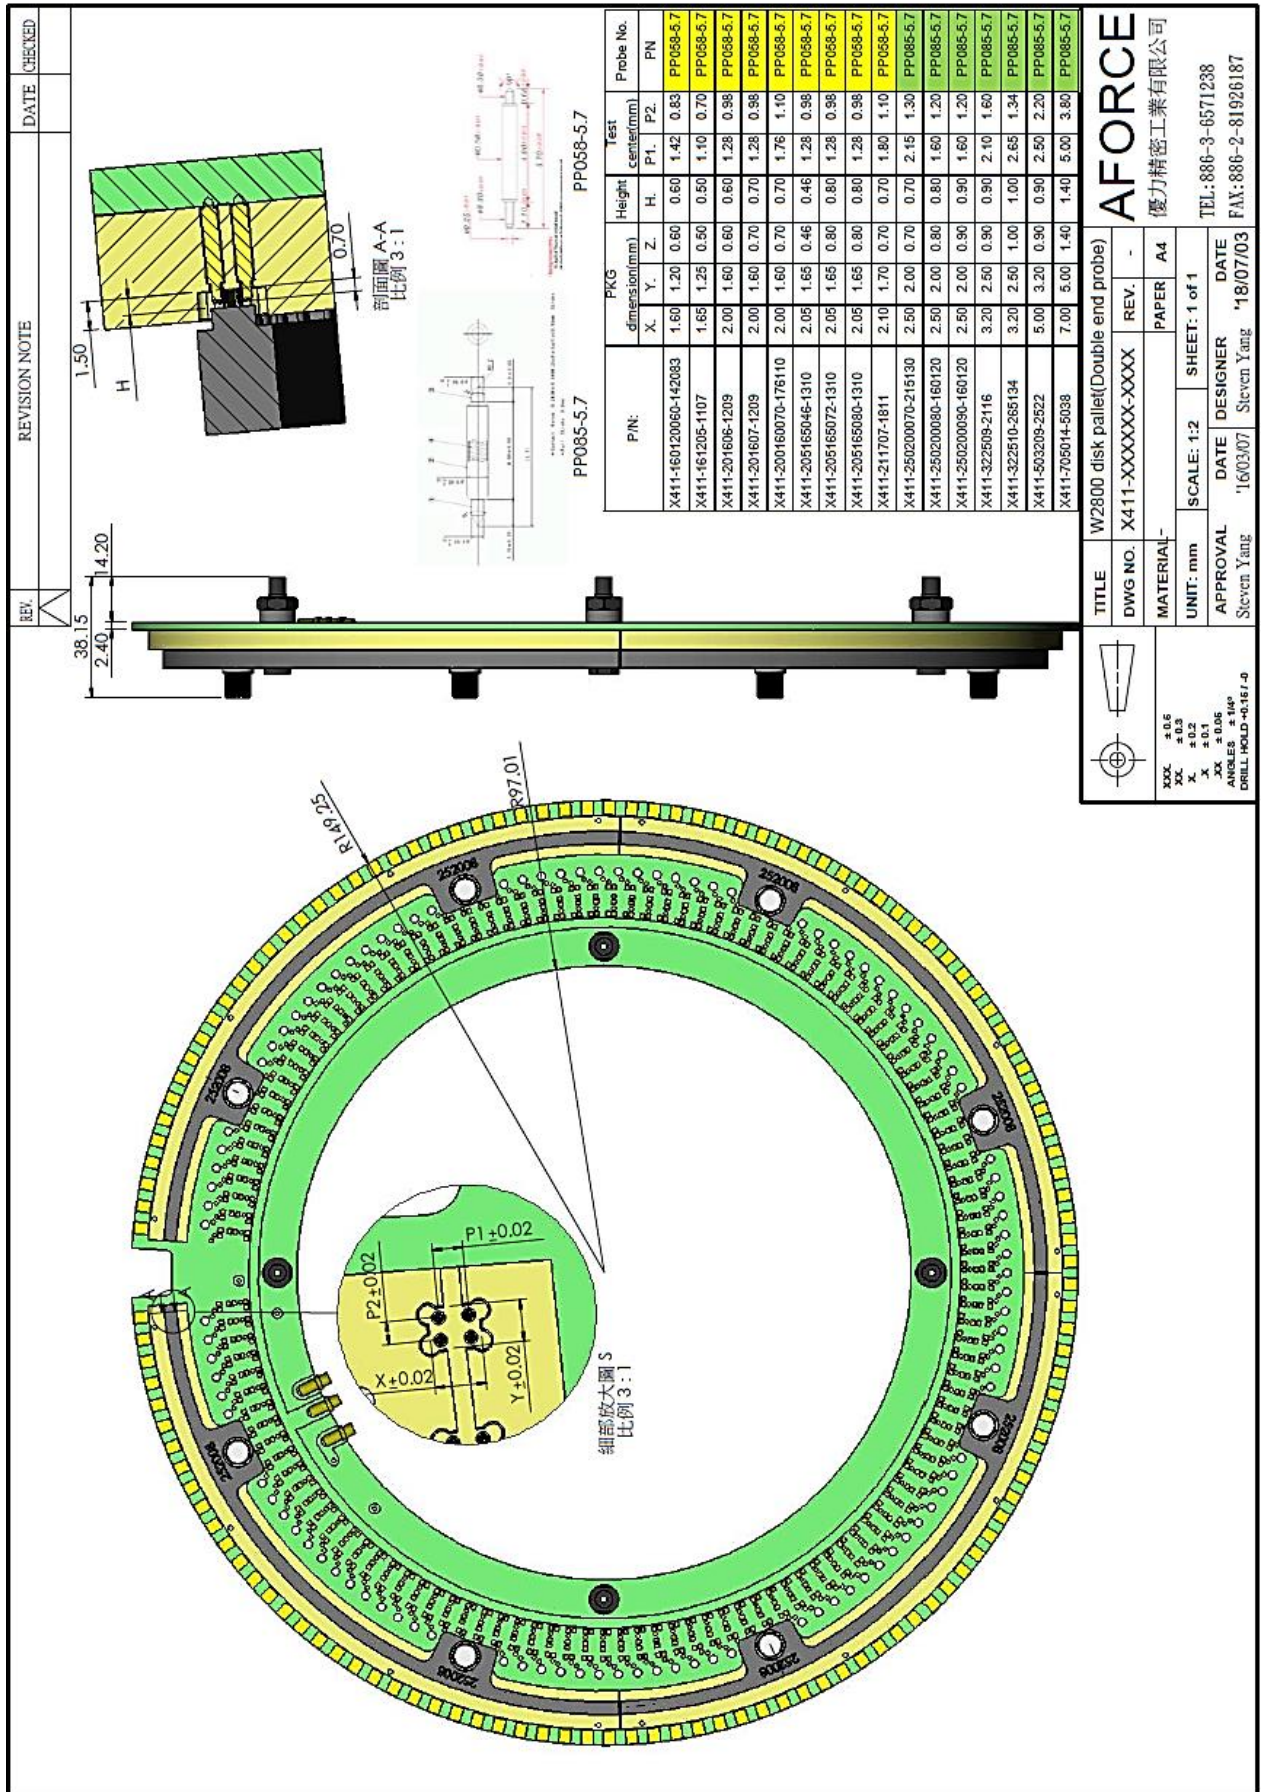 REV.
REVISION NOTE
DATE
CHECKED
38.15
14.20
2.40
1.50
H
0.70
剖面圖 A-A
比例 3 : 1
PP085-5.7
PP058-5.7
P/N: PKG dimension(mm) Height Test center(mm) Probe No.
X. Y. Z. H. P1. P2. PN
X411-160120060-142083 1.60 1.20 0.60 0.60 1.42 0.83 PP058-5.7
X411-161205-1107 1.65 1.25 0.50 0.50 1.10 0.70 PP058-5.7
X411-201606-1209 2.00 1.60 0.60 0.60 1.28 0.98 PP058-5.7
X411-201607-1209 2.00 1.60 0.70 0.70 1.28 0.98 PP058-5.7
X411-200160070-176110 2.00 1.60 0.70 0.70 1.76 1.10 PP058-5.7
X411-205165046-1310 2.05 1.65 0.46 0.46 1.28 0.98 PP058-5.7
X411-205165072-1310 2.05 1.65 0.80 0.80 1.28 0.98 PP058-5.7
X411-205165080-1310 2.05 1.65 0.80 0.80 1.28 0.98 PP058-5.7
X411-211707-1811 2.10 1.70 0.70 0.70 1.80 1.10 PP058-5.7
X411-250200070-215130 2.50 2.00 0.70 0.70 2.15 1.30 PP085-5.7
X411-250200080-160120 2.50 2.00 0.80 0.80 1.60 1.20 PP085-5.7
X411-250200090-160120 2.50 2.00 0.90 0.90 1.60 1.20 PP085-5.7
X411-322509-2116 3.20 2.50 0.90 0.90 2.10 1.60 PP085-5.7
X411-322510-265134 3.20 2.50 1.00 1.00 2.65 1.34 PP085-5.7
X411-503209-2522 5.00 3.20 0.90 0.90 2.50 2.20 PP085-5.7
X411-705014-5038 7.00 5.00 1.40 1.40 5.00 3.80 PP085-5.7
R149.25
R97.01
252008
252008
252008
252008
252008
252008
252008
252008
P2±0.02
P1±0.02
X±0.02
Y±0.02
細部放大圖 S
比例 3 : 1
XXX. ± 0.5
XX. ± 0.3
X. ± 0.2
.X ± 0.1
.XX ± 0.05
ANGLES ± 1/4°
DRILL HOLD +0.15 / -0
TITLE W2800 disk pallet(Double end probe)
DWG NO. X411-XXXXXXX-XXXX REV. -
MATERIAL - PAPER A4
UNIT: mm SCALE: 1:2 SHEET: 1 of 1
APPROVAL DATE DESIGNER DATE
Steven Yang '16/03/07 Steven Yang '18/07/03
AFORCE
優力精密工業有限公司
TEL:886-3-6571238
FAX:886-2-81926187